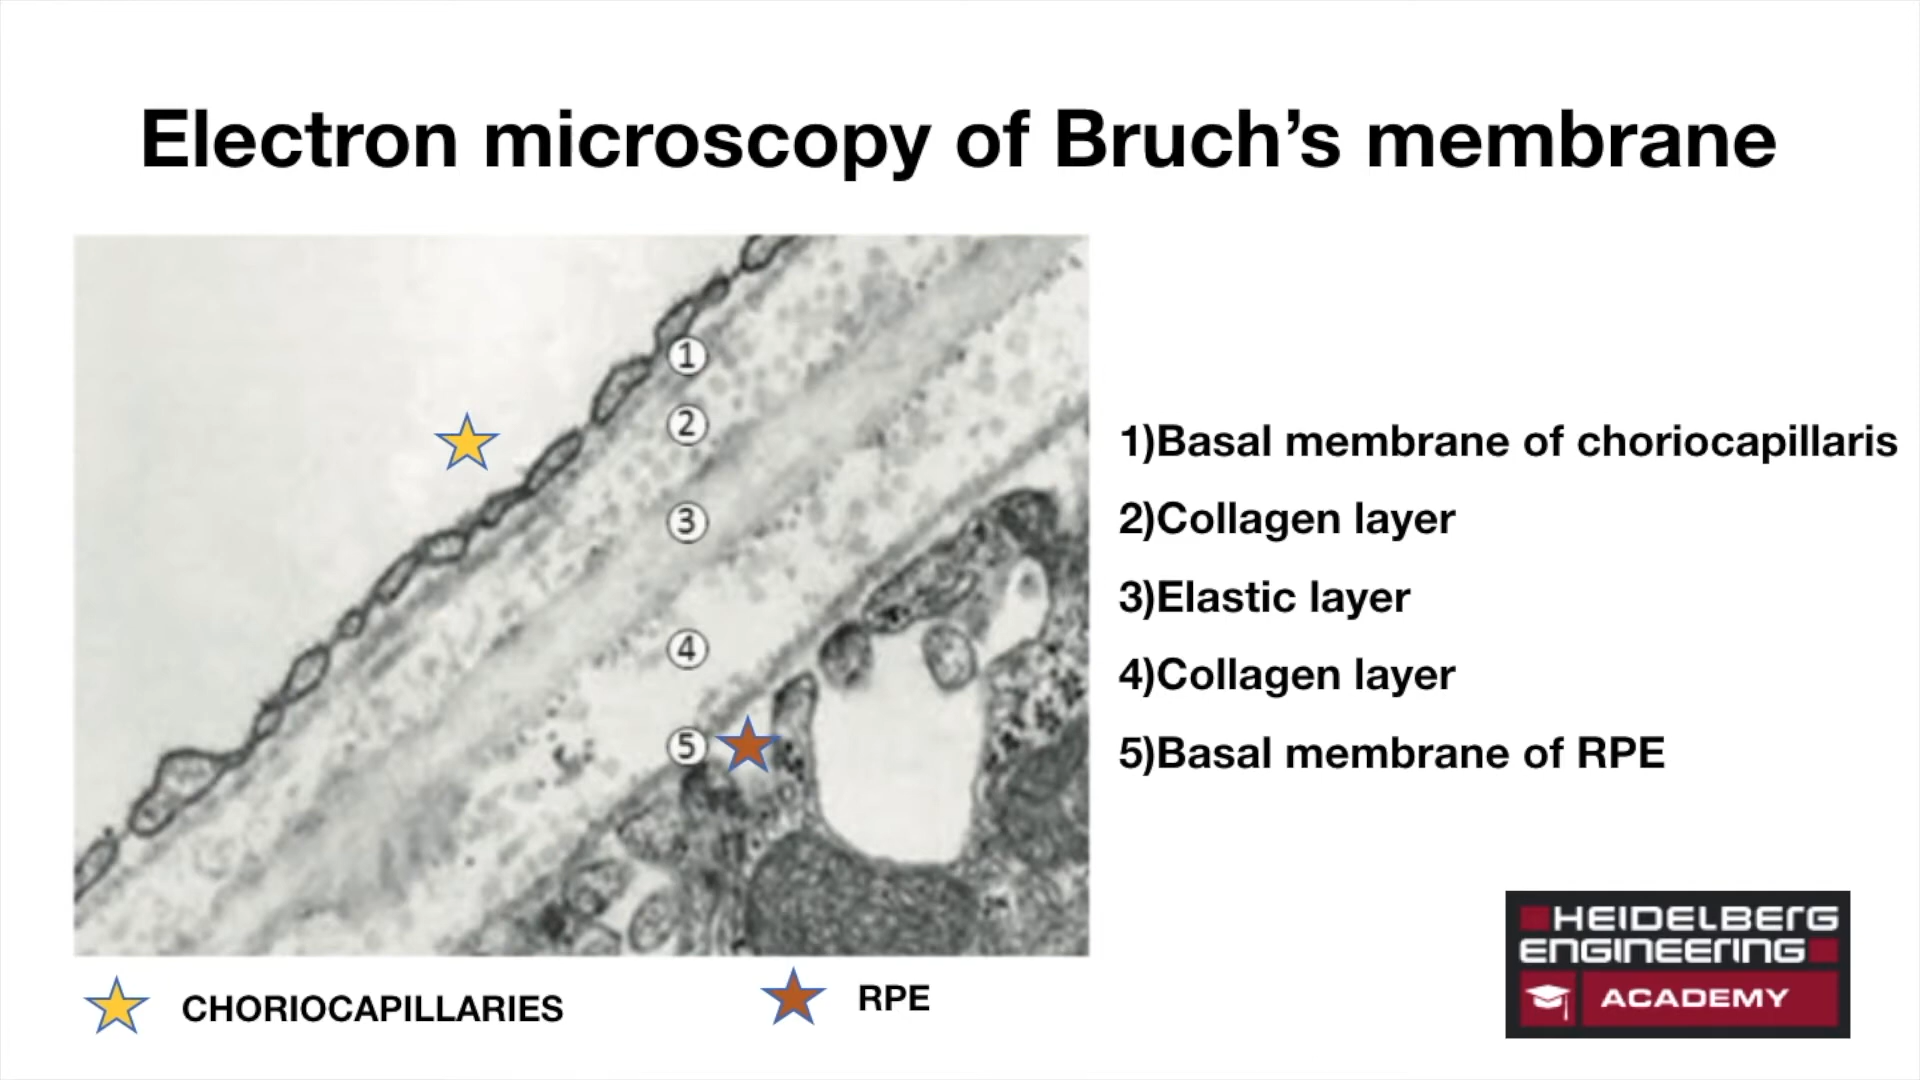 Electron microscopy of Bruch's membrane
1
2
3
4
5
1)Basal membrane of choriocapillaris
2)Collagen layer
3)Elastic layer
4)Collagen layer
5)Basal membrane of RPE
CHORIOCAPILLARIES
RPE
HEIDELBERG
ENGINEERING
ACADEMY